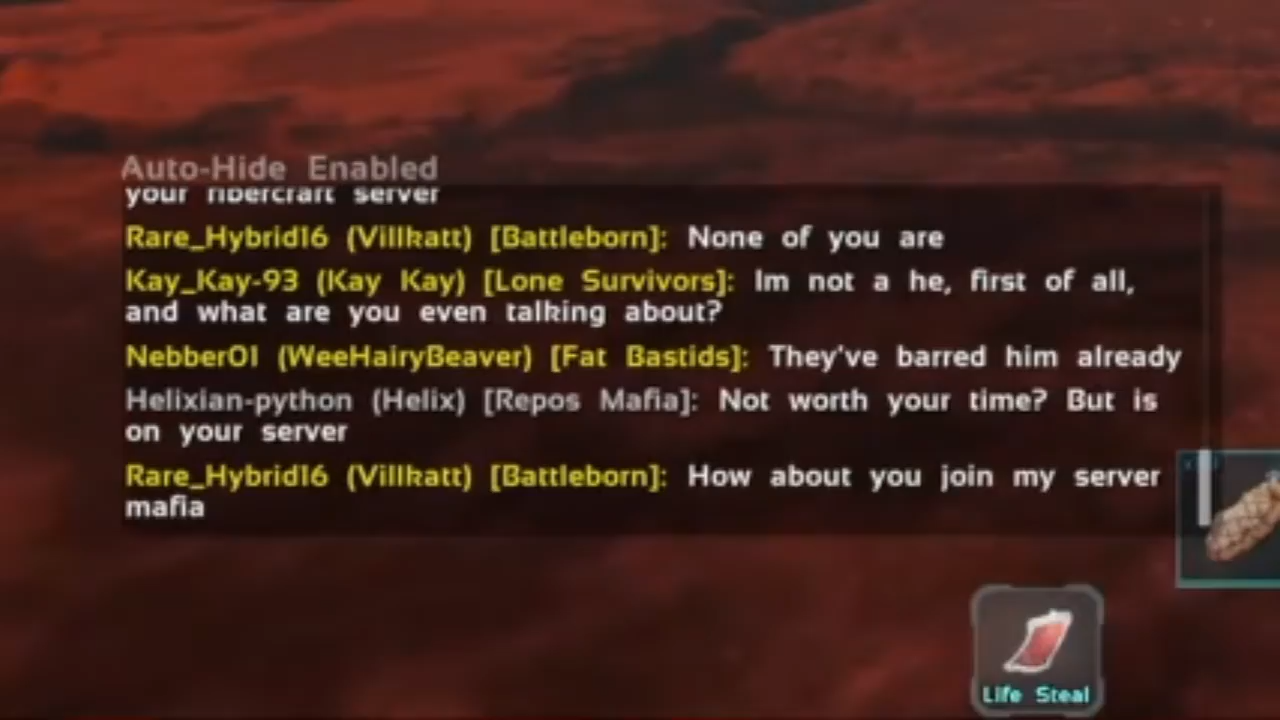 Auto-Hide Enabled
your fibercraft server
Rare_Hybrid16 (Villkatt) [Battleborn]: None of you are
Kay_Kay-93 (Kay Kay) [Lone Survivors]: Im not a he, first of all,
and what are you even talking about?
Nebber01 (WeeHairyBeaver) [Fat Bastids]: They've barred him already
Helixian-python (Helix) [Repos Mafia]: Not worth your time? But is
on your server
Rare_Hybrid16 (Villkatt) [Battleborn]: How about you join my server
mafia
Life Steal